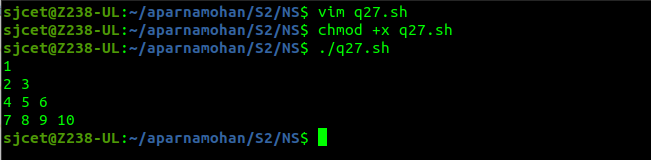 sjcet@Z238-UL:~/aparnamohan/S2/NS$ vim q27.sh
sjcet@Z238-UL:~/aparnamohan/S2/NS$ chmod +x q27.sh
sjcet@Z238-UL:~/aparnamohan/S2/NS$ ./q27.sh
1
2 3
4 5 6
7 8 9 10
sjcet@Z238-UL:~/aparnamohan/S2/NS$